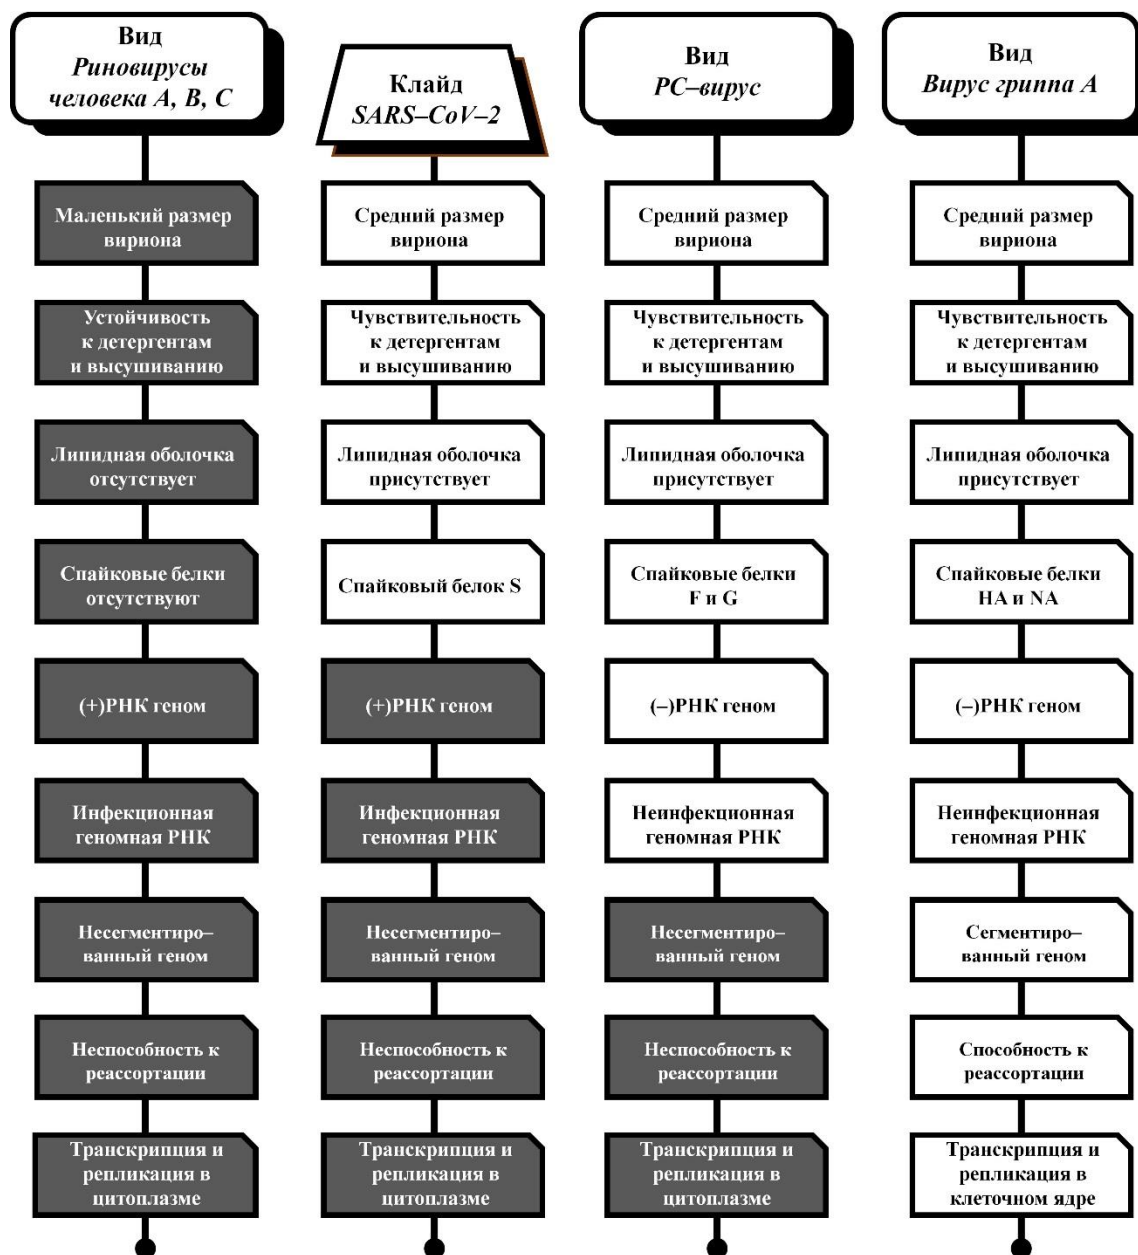 Вид
Риновирусы
человека А, В, С
Маленький размер
вириона
Устойчивость
к детергентам
и высушиванию
Липидная оболочка
отсутствует
Спайковые белки
отсутствуют
(+)РНК геном
Инфекционная
геномная РНК
Несегментиро–
ванный геном
Неспособность к
реассортации
Транскрипция и
репликация в
цитоплазме
Клайд
SARS–CoV–2
Средний размер
вириона
Чувствительность
к детергентам
и высушиванию
Липидная оболочка
присутствует
Спайковый белок S
(+)РНК геном
Инфекционная
геномная РНК
Несегментиро–
ванный геном
Неспособность к
реассортации
Транскрипция и
репликация в
цитоплазме
Вид
РС–вирус
Средний размер
вириона
Чувствительность
к детергентам
и высушиванию
Липидная оболочка
присутствует
Спайковые белки
F и G
(–)РНК геном
Неинфекционная
геномная РНК
Несегментиро–
ванный геном
Неспособность к
реассортации
Транскрипция и
репликация в
цитоплазме
Вид
Вирус гриппа А
Средний размер
вириона
Чувствительность
к детергентам
и высушиванию
Липидная оболочка
присутствует
Спайковые белки
HA и NA
(–)РНК геном
Неинфекционная
геномная РНК
Сегментиро–
ванный геном
Способность к
реассортации
Транскрипция и
репликация в
клеточном ядре